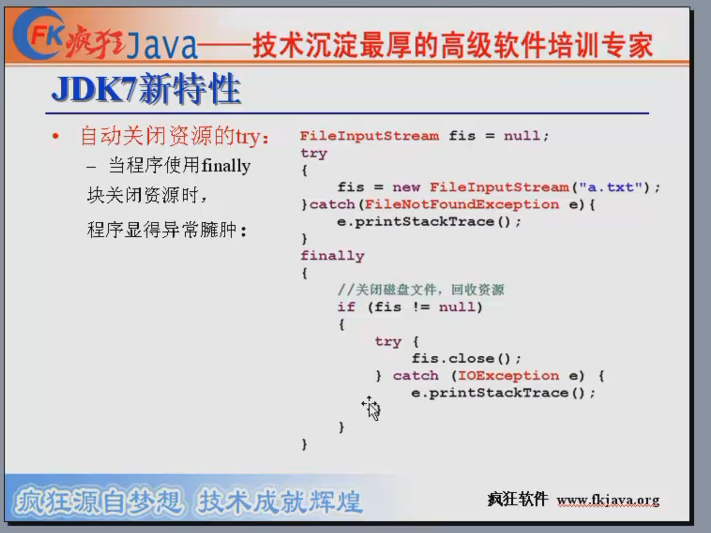 FK 疯狂Java——技术沉淀最厚的高级软件培训专家
JDK7新特性
• 自动关闭资源的try：
– 当程序使用finally
块关闭资源时，
程序显得异常臃肿：
FileInputStream fis = null;
try
{
fis = new FileInputStream("a.txt");
}catch(FileNotFoundException e){
e.printStackTrace();
}
finally
{
//关闭磁盘文件，回收资源
if (fis != null)
{
try {
fis.close();
} catch (IOException e) {
e.printStackTrace();
}
}
}
疯狂源自梦想 技术成就辉煌
疯狂软件 www.fkjava.org